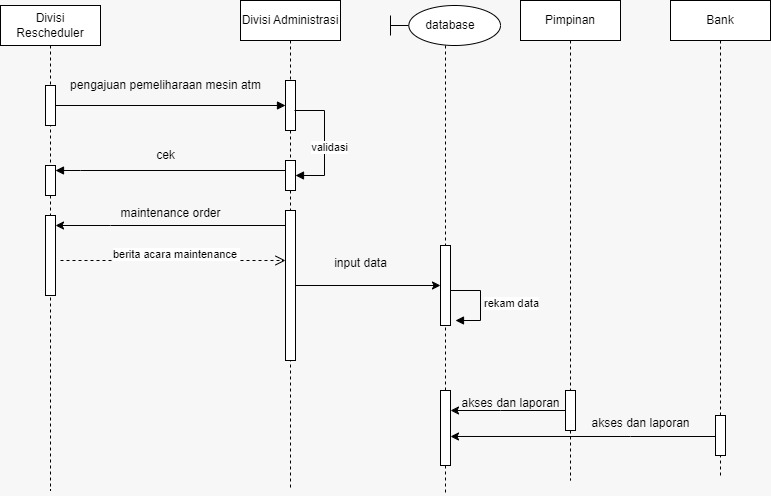 Divisi
Rescheduler
Divisi Administrasi
database
Pimpinan
Bank
pengajuan pemeliharaan mesin atm
validasi
cek
maintenance order
berita acara maintenance
input data
rekam data
akses dan laporan
akses dan laporan